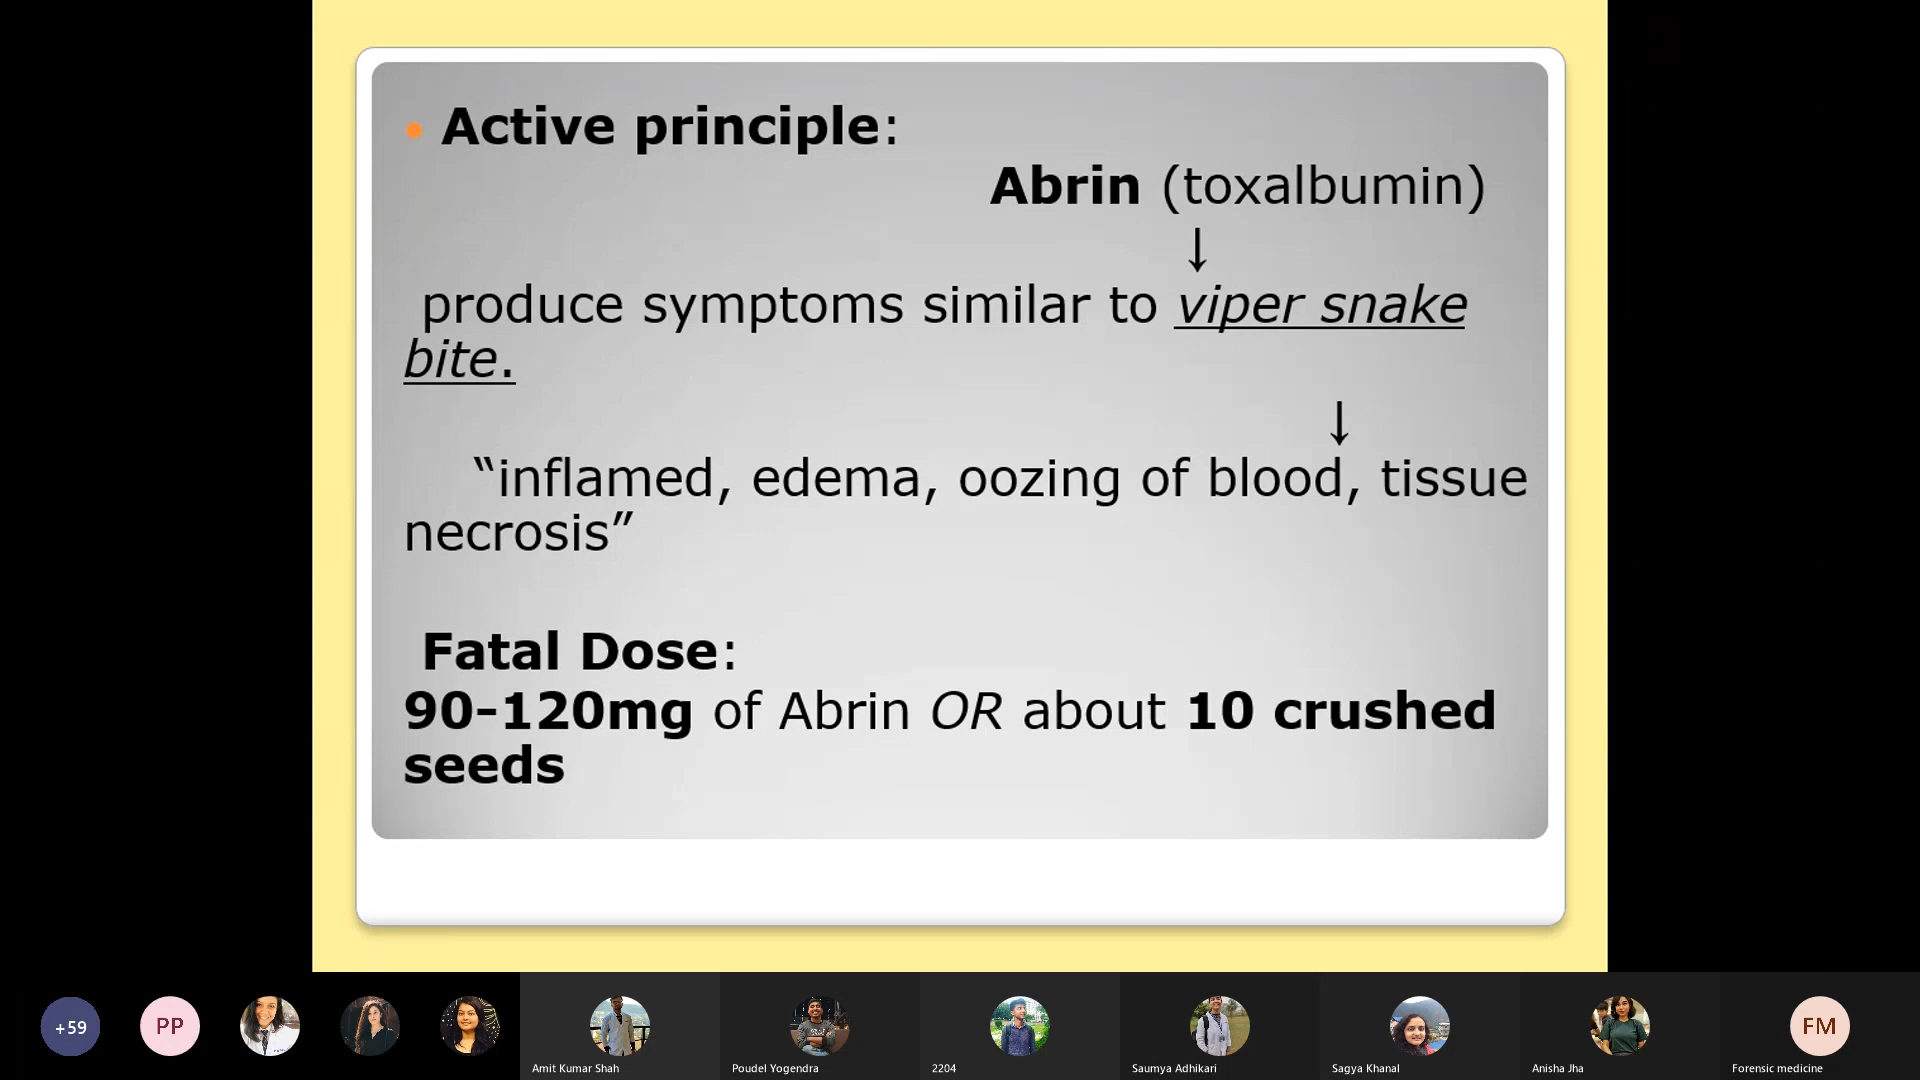 Active principle:
Abrin (toxalbumin)
↓
produce symptoms similar to viper snake
bite.
↓
“inflamed, edema, oozing of blood, tissue
necrosis”
Fatal Dose:
90-120mg of Abrin OR about 10 crushed
seeds
+59
PP
FM
Amit Kumar Shah
Poudel Yogendra
2204
Saumya Adhikari
Sagya Khanal
Anisha Jha
Forensic medicine